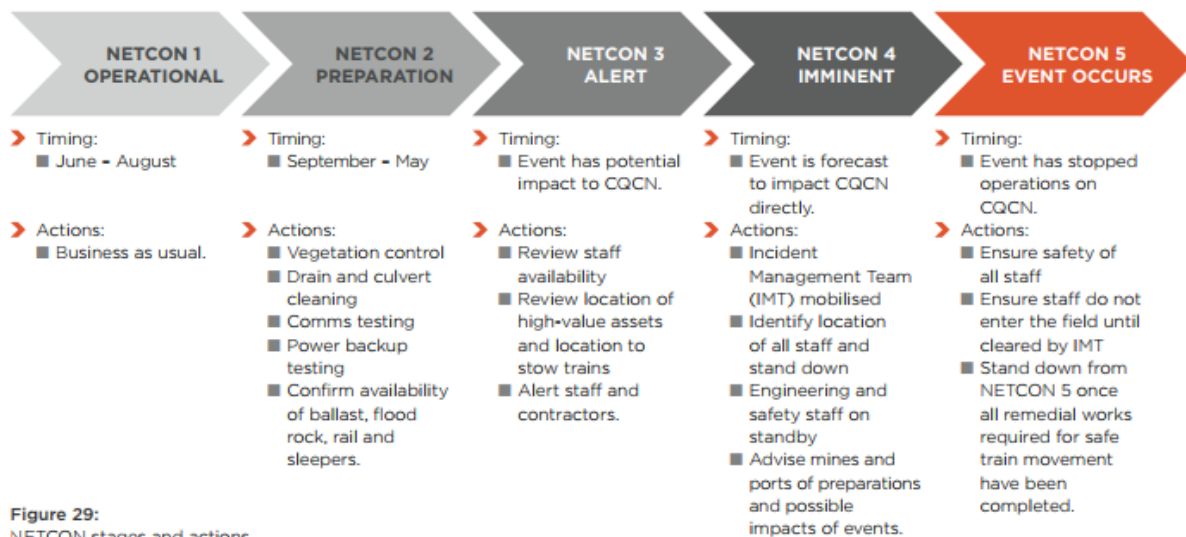 NETCON 1
OPERATIONAL
NETCON 2
PREPARATION
NETCON 3
ALERT
NETCON 4
IMMINENT
NETCON 5
EVENT OCCURS
Timing:
June - August
Actions:
Business as usual.
Timing:
September - May
Actions:
Vegetation control
Drain and culvert
cleaning
Comms testing
Power backup
testing
Confirm availability
of ballast, flood
rock, rail and
sleepers.
Timing:
Event has potential
impact to CQCN.
Actions:
Review staff
availability
Review location of
high-value assets
and location to
stow trains
Alert staff and
contractors.
Timing:
Event is forecast
to impact CQCN
directly.
Actions:
Incident
Management Team
(IMT) mobilised
Identify location
of all staff and
stand down
Engineering and
safety staff on
standby
Advise mines and
ports of preparations
and possible
impacts of events.
Timing:
Event has stopped
operations on
CQCN.
Actions:
Ensure safety of
all staff
Ensure staff do not
enter the field until
cleared by IMT
Stand down from
NETCON 5 once
all remedial works
required for safe
train movement
have been
completed.
Figure 29:
NETCON stages and actions